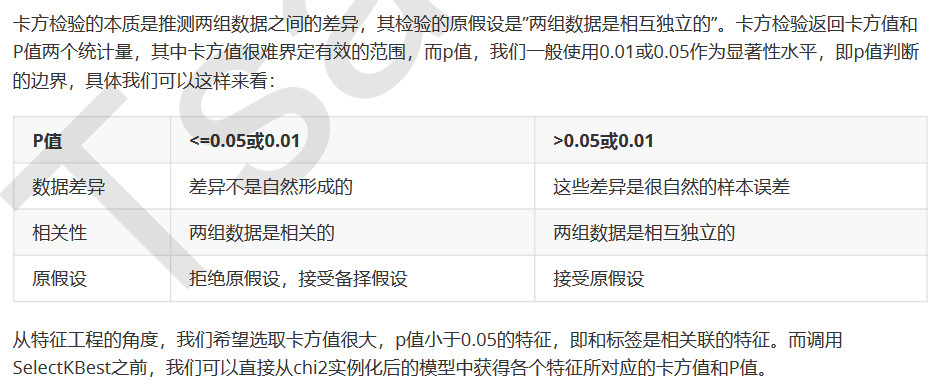 卡方检验的本质是推测两组数据之间的差异，其检验的原假设是”两组数据是相互独立的”。卡方检验返回卡方值和
P值两个统计量，其中卡方值很难界定有效的范围，而p值，我们一般使用0.01或0.05作为显著性水平，即p值判断
的边界，具体我们可以这样来看：
P值 <=0.05或0.01 >0.05或0.01
数据差异 差异不是自然形成的 这些差异是很自然的样本误差
相关性 两组数据是相关的 两组数据是相互独立的
原假设 拒绝原假设，接受备择假设 接受原假设
从特征工程的角度，我们希望选取卡方值很大，p值小于0.05的特征，即和标签是相关联的特征。而调用
SelectKBest之前，我们可以直接从chi2实例化后的模型中获得各个特征所对应的卡方值和P值。
Tsa